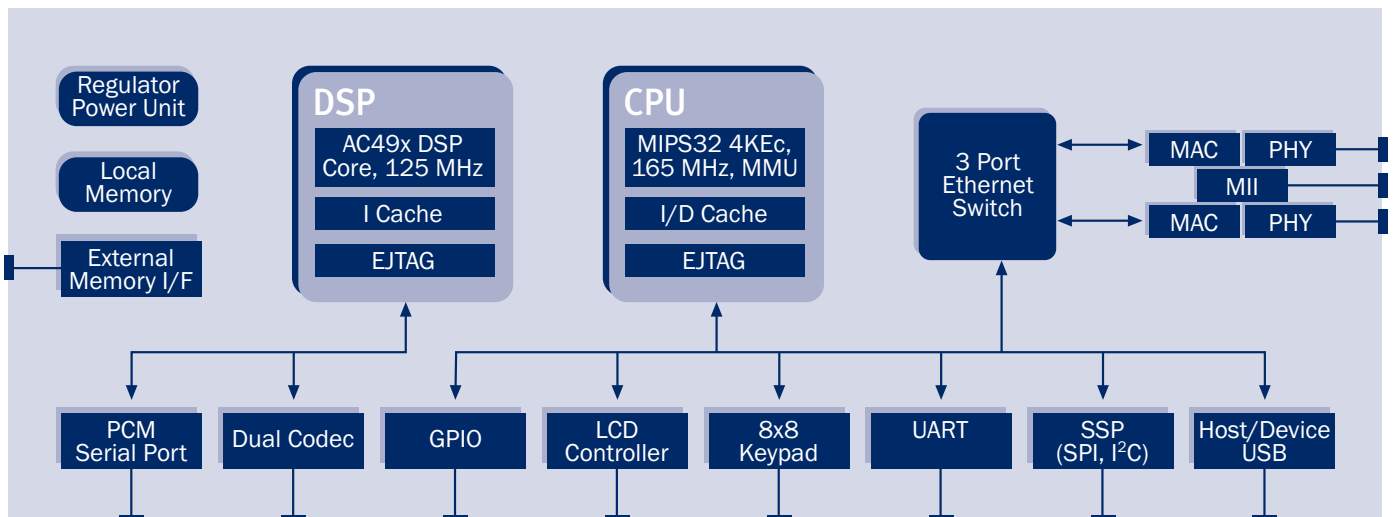 Regulator
Power Unit
Local
Memory
External
Memory I/F
DSP
AC49x DSP
Core, 125 MHz
I Cache
EJTAG
CPU
MIPS32 4KEc,
165 MHz, MMU
I/D Cache
EJTAG
3 Port
Ethernet
Switch
MAC
PHY
MII
MAC
PHY
PCM
Serial Port
Dual Codec
GPIO
LCD
Controller
8x8
Keypad
UART
SSP
(SPI, I²C)
Host/Device
USB